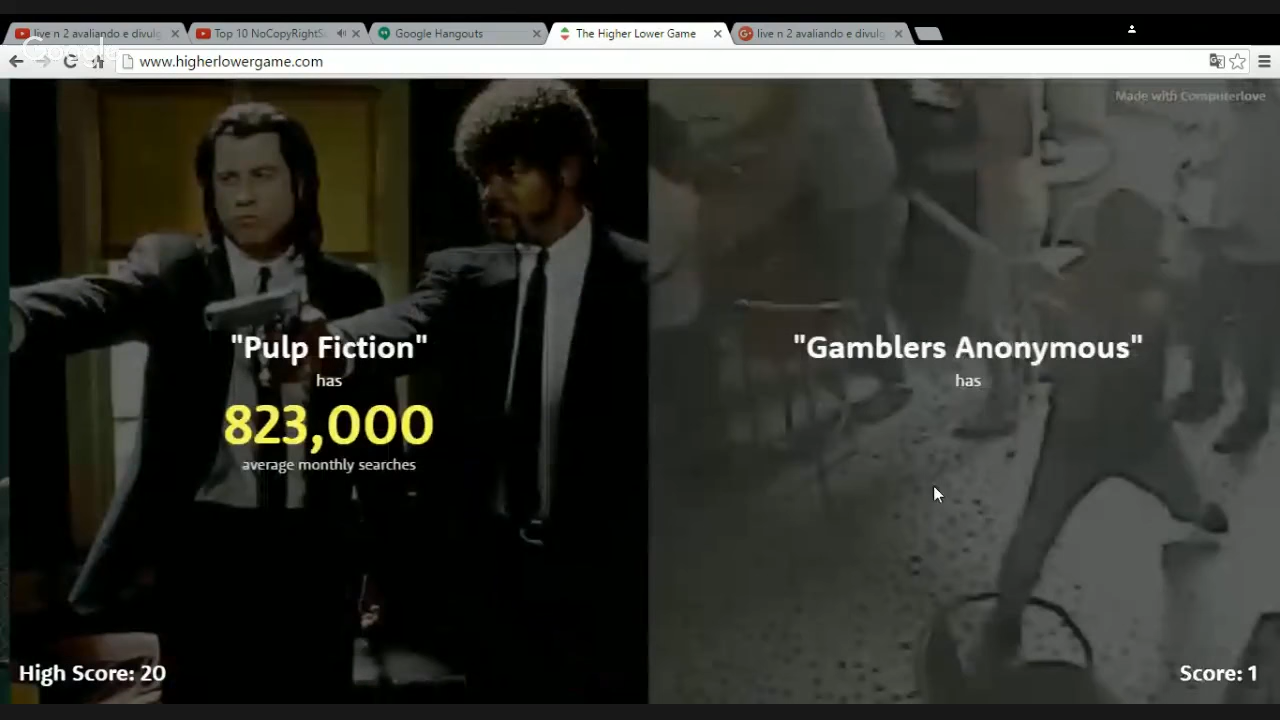 live n 2 avaliando e divulg
Top 10 NoCopyRightS
Google Hangouts
The Higher Lower Game
live n 2 avaliando e divulg
Google
www.higherlowergame.com
Made with Computerlove
"Pulp Fiction"
has
823,000
average monthly searches
"Gamblers Anonymous"
has
High Score: 20
Score: 1